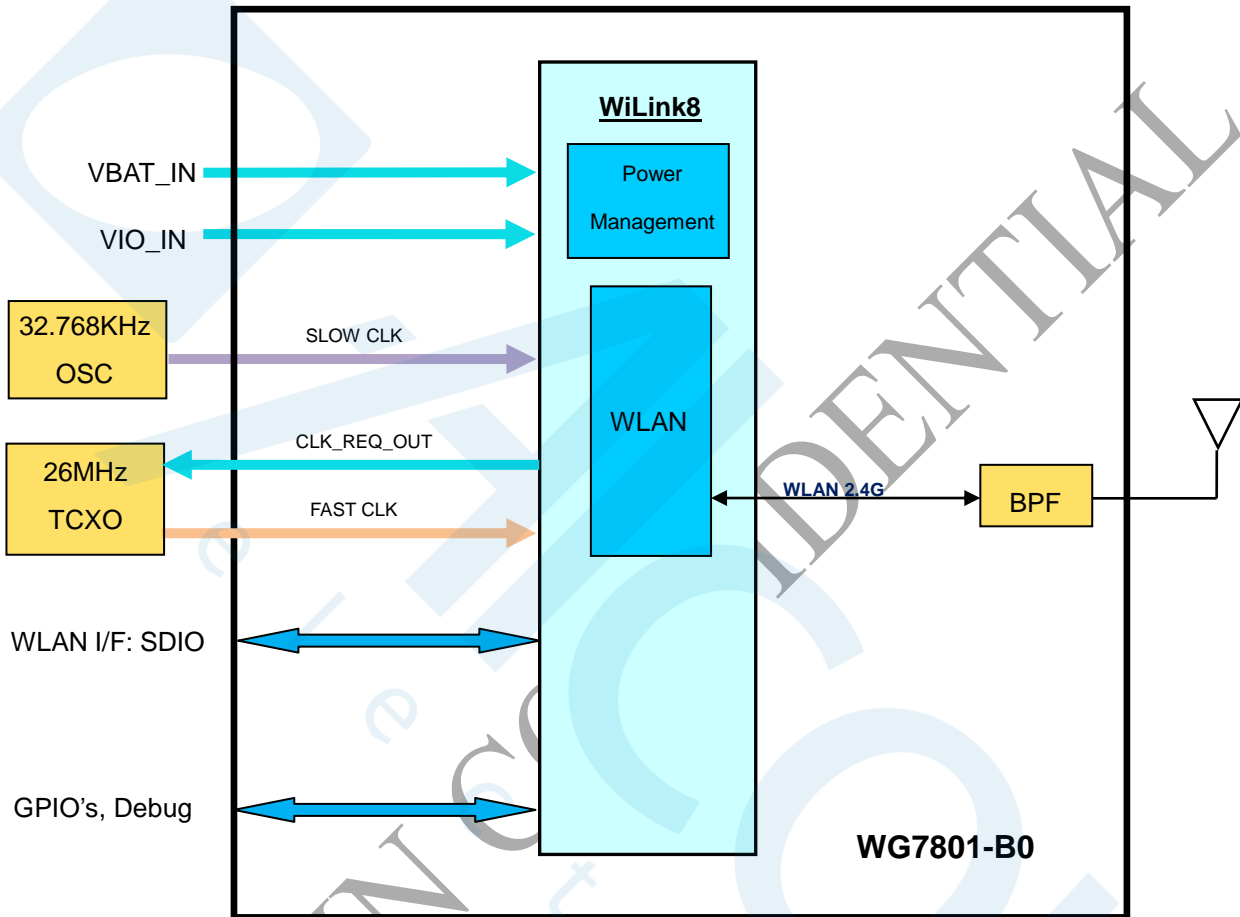 WiLink8
Power
Management
VBAT_IN
VIO_IN
32.768KHz
OSC
SLOW CLK
WLAN
CLK_REQ_OUT
26MHz
TCXO
FAST CLK
WLAN 2.4G
BPF
WLAN I/F: SDIO
GPIO's, Debug
WG7801-B0